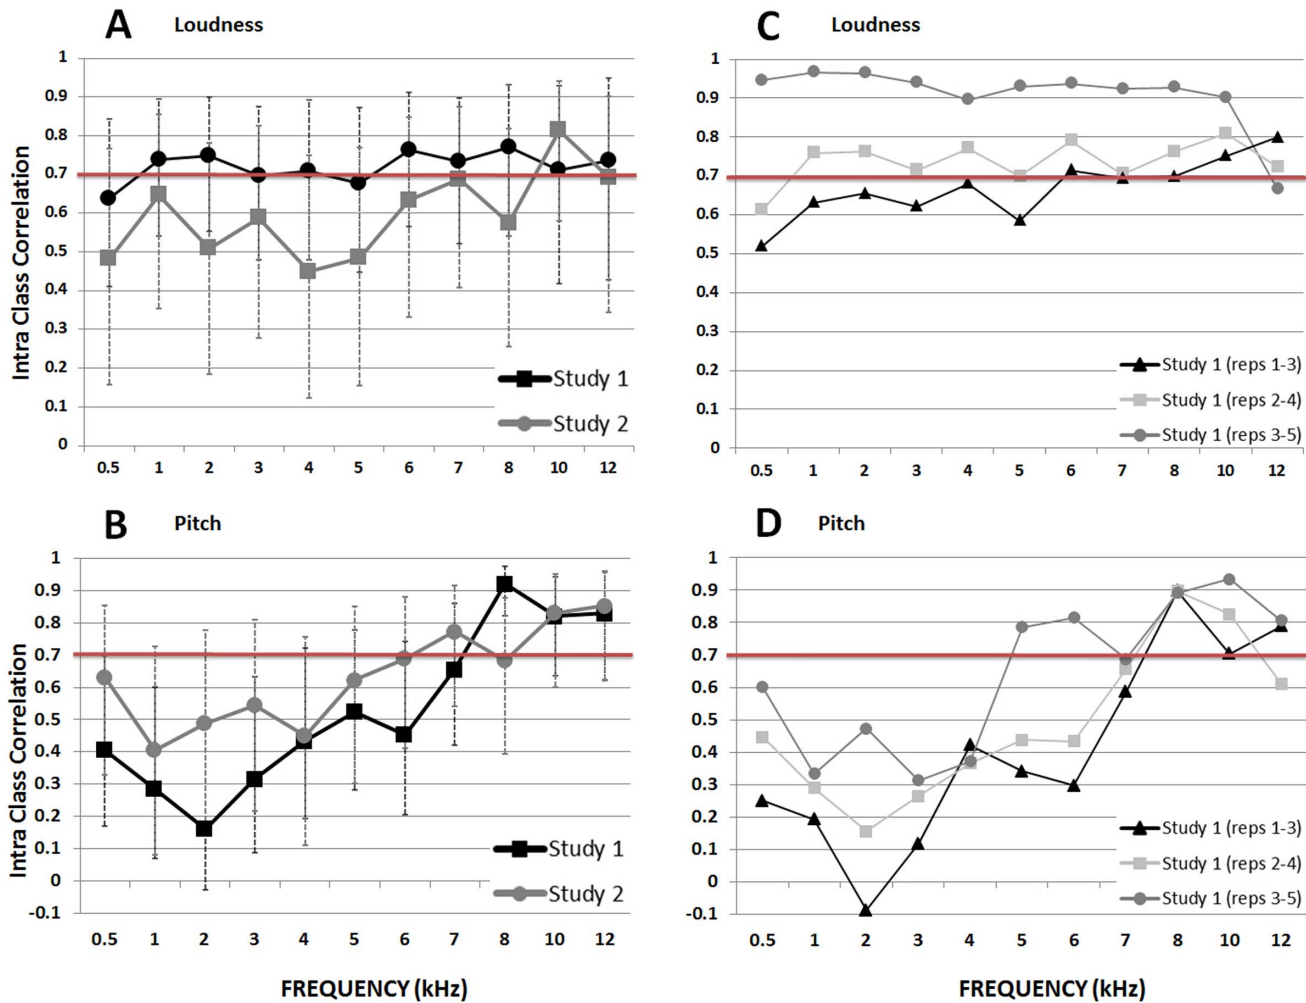 A Loudness
Intra Class Correlation
1
0.9
0.8
0.7
0.6
0.5
0.4
0.3
0.2
0.1
0
Study 1
Study 2
0.5 1 2 3 4 5 6 7 8 10 12
B Pitch
Intra Class Correlation
1
0.9
0.8
0.7
0.6
0.5
0.4
0.3
0.2
0.1
0
-0.1
Study 1
Study 2
0.5 1 2 3 4 5 6 7 8 10 12
FREQUENCY (kHz)
C Loudness
1
0.9
0.8
0.7
0.6
0.5
0.4
0.3
0.2
0.1
0
Study 1 (reps 1-3)
Study 1 (reps 2-4)
Study 1 (reps 3-5)
0.5 1 2 3 4 5 6 7 8 10 12
D Pitch
1
0.9
0.8
0.7
0.6
0.5
0.4
0.3
0.2
0.1
0
-0.1
Study 1 (reps 1-3)
Study 1 (reps 2-4)
Study 1 (reps 3-5)
0.5 1 2 3 4 5 6 7 8 10 12
FREQUENCY (kHz)